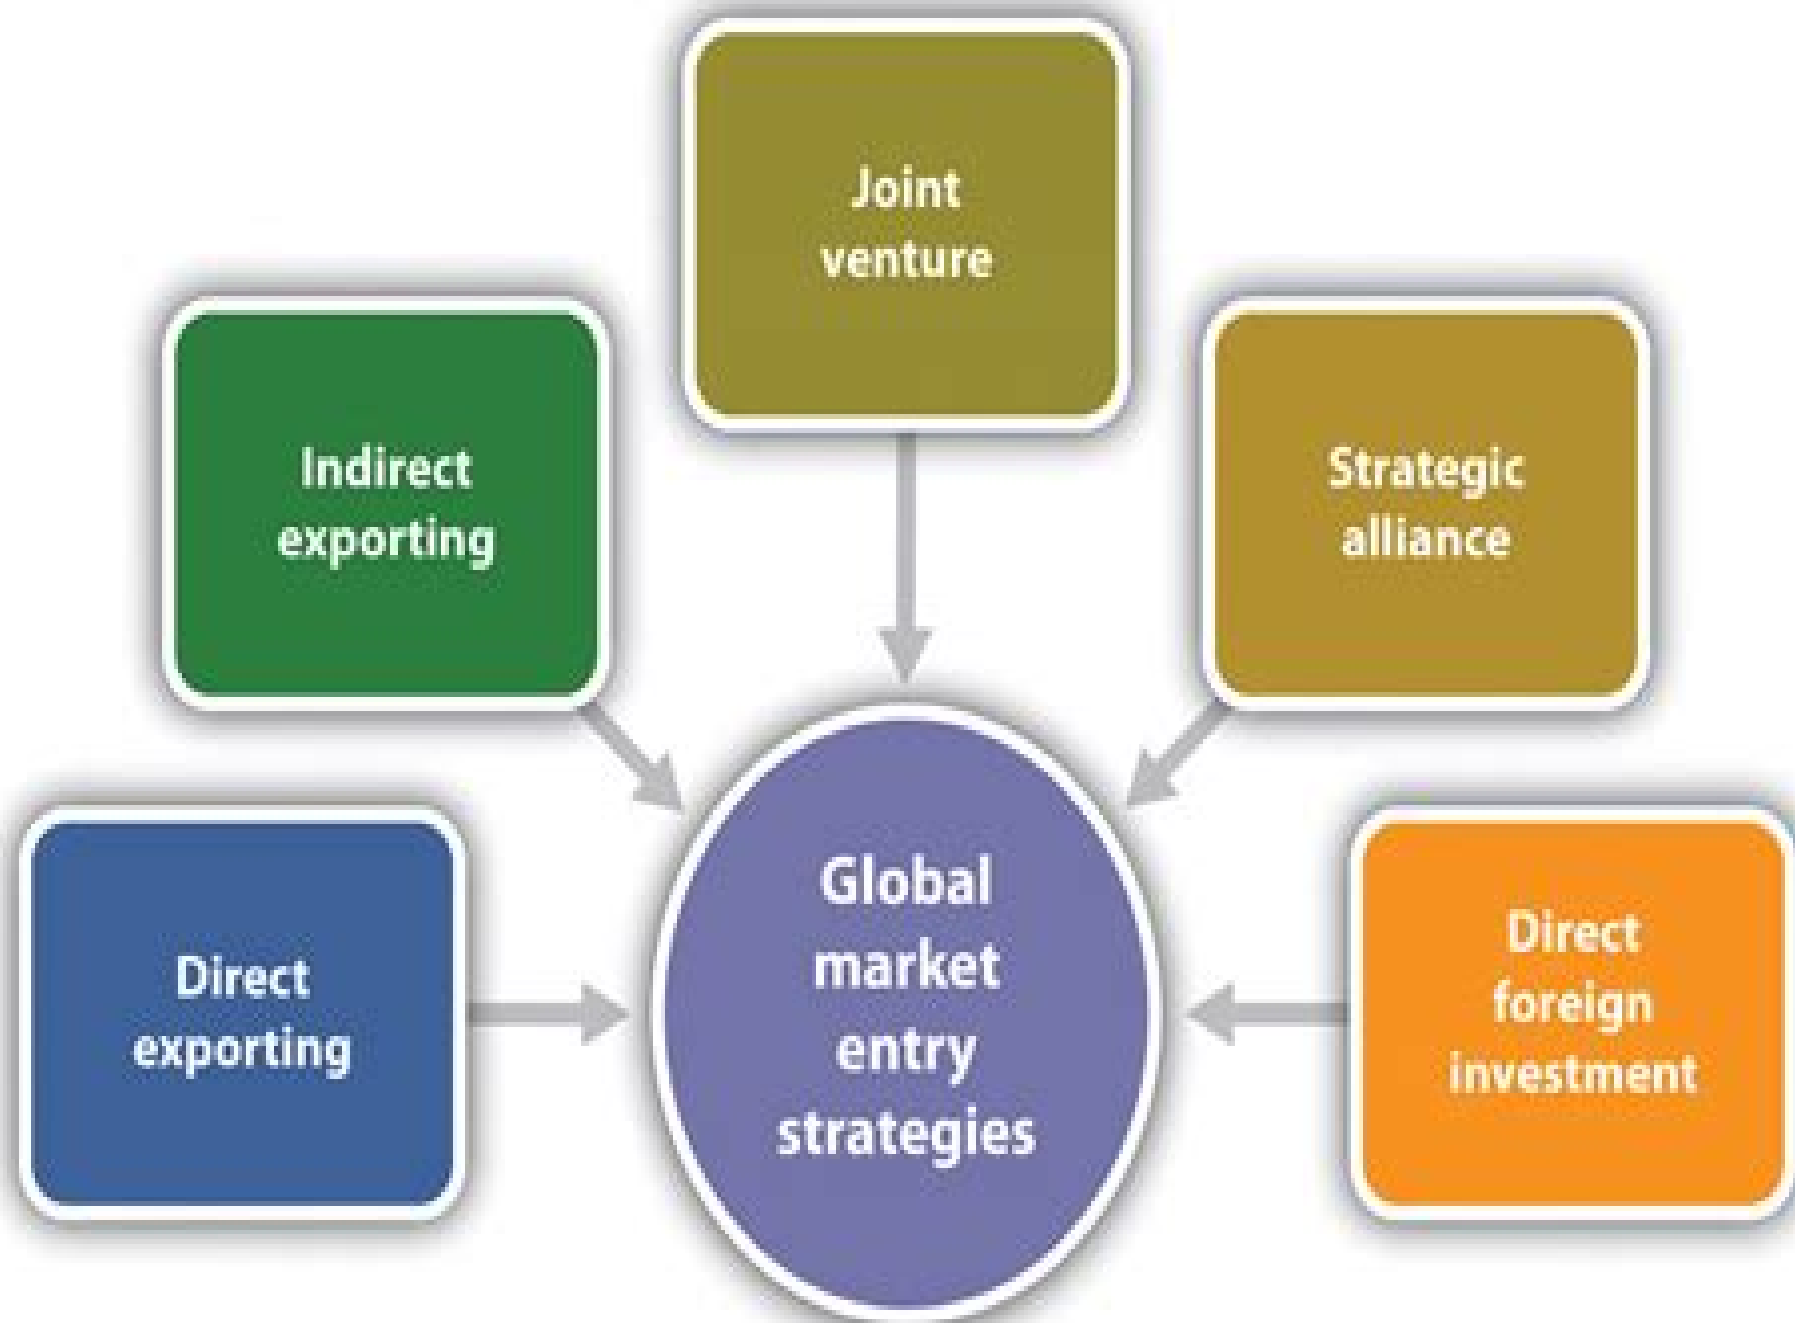 Joint
venture
Indirect
exporting
Strategic
alliance
Direct
exporting
Global
market
entry
strategies
Direct
foreign
investment